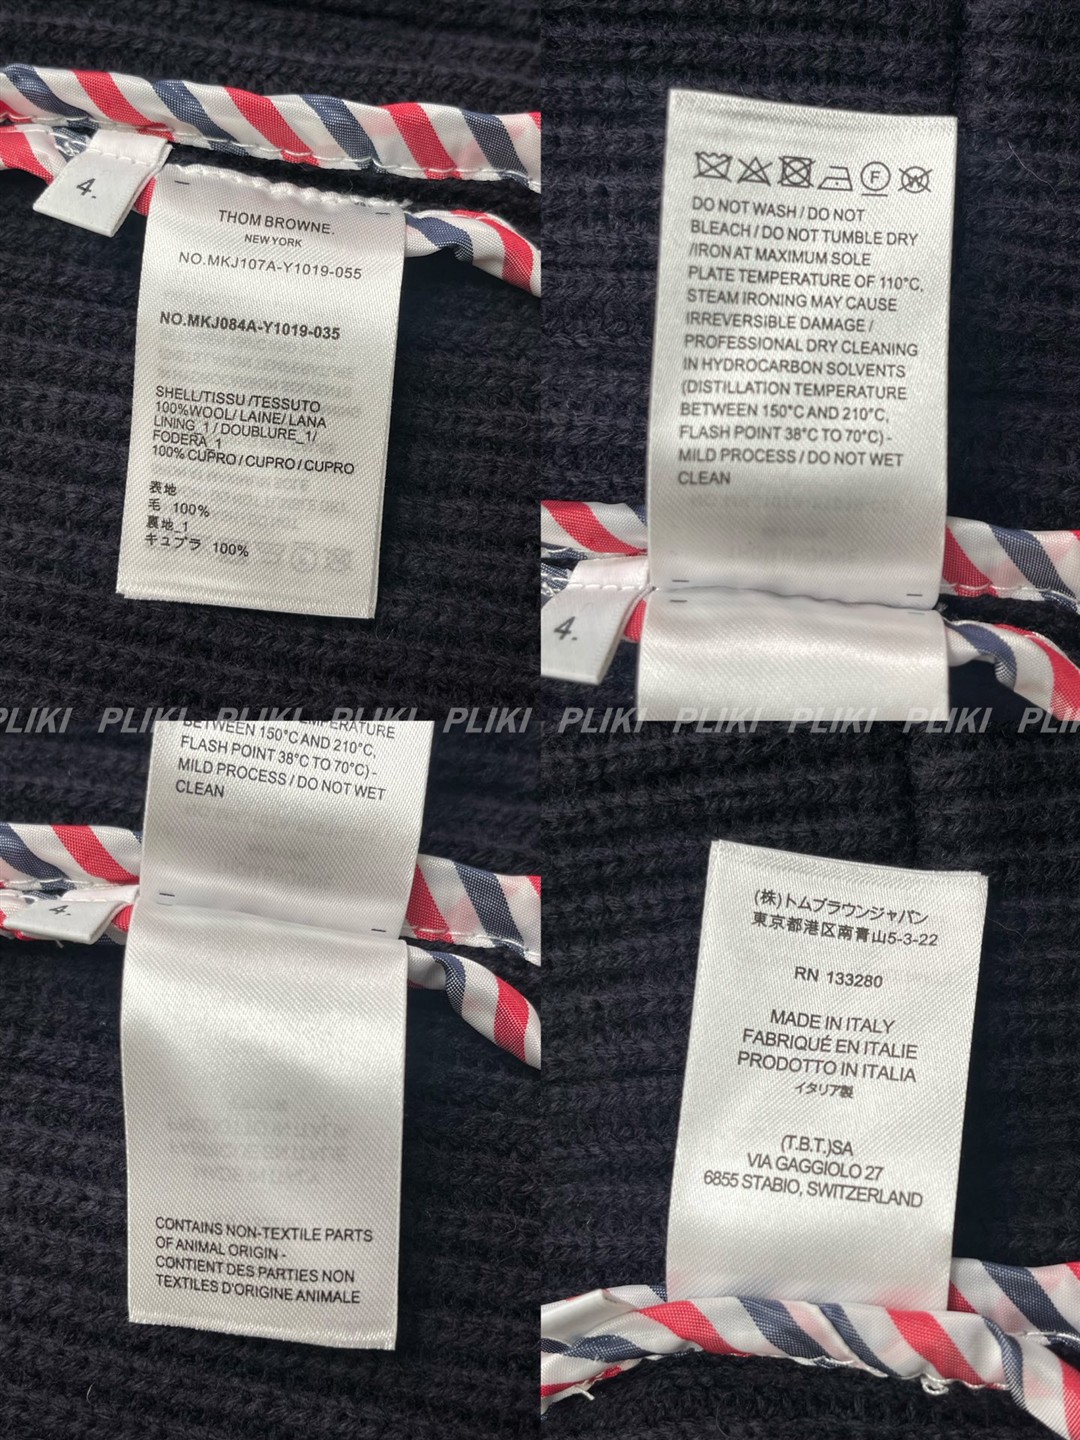 4.
THOM BROWNE.
NEW YORK
NO.MKJ107A-Y1019-055
NO.MKJ084A-Y1019-035
SHELL/TISSU /TESSUTO
100%WOOL/ LAINE/ LANA
LINING_1 / DOUBLURE_1/
FODERA_1
100% CUPRO / CUPRO / CUPRO
表地
毛 100%
裏地_1
キュプラ 100%
F
W
DO NOT WASH / DO NOT
BLEACH / DO NOT TUMBLE DRY
/IRON AT MAXIMUM SOLE
PLATE TEMPERATURE OF 110°C,
STEAM IRONING MAY CAUSE
IRREVERSIBLE DAMAGE /
PROFESSIONAL DRY CLEANING
IN HYDROCARBON SOLVENTS
(DISTILLATION TEMPERATURE
BETWEEN 150°C AND 210°C,
FLASH POINT 38°C TO 70°C) -
MILD PROCESS / DO NOT WET
CLEAN
4.
PLIKI PLIKI PLIKI PLIKI PLIKI PLIKI PLIKI PLIKI PLIKI PLIKI
BETWEEN 150°C AND 210°C,
FLASH POINT 38°C TO 70°C) -
MILD PROCESS / DO NOT WET
CLEAN
4.
CONTAINS NON-TEXTILE PARTS
OF ANIMAL ORIGIN -
CONTIENT DES PARTIES NON
TEXTILES D'ORIGINE ANIMALE
(株)トムブラウンジャパン
東京都港区南青山5-3-22
RN 133280
MADE IN ITALY
FABRIQUÉ EN ITALIE
PRODOTTO IN ITALIA
イタリア製
(T.B.T.)SA
VIA GAGGIOLO 27
6855 STABIO, SWITZERLAND